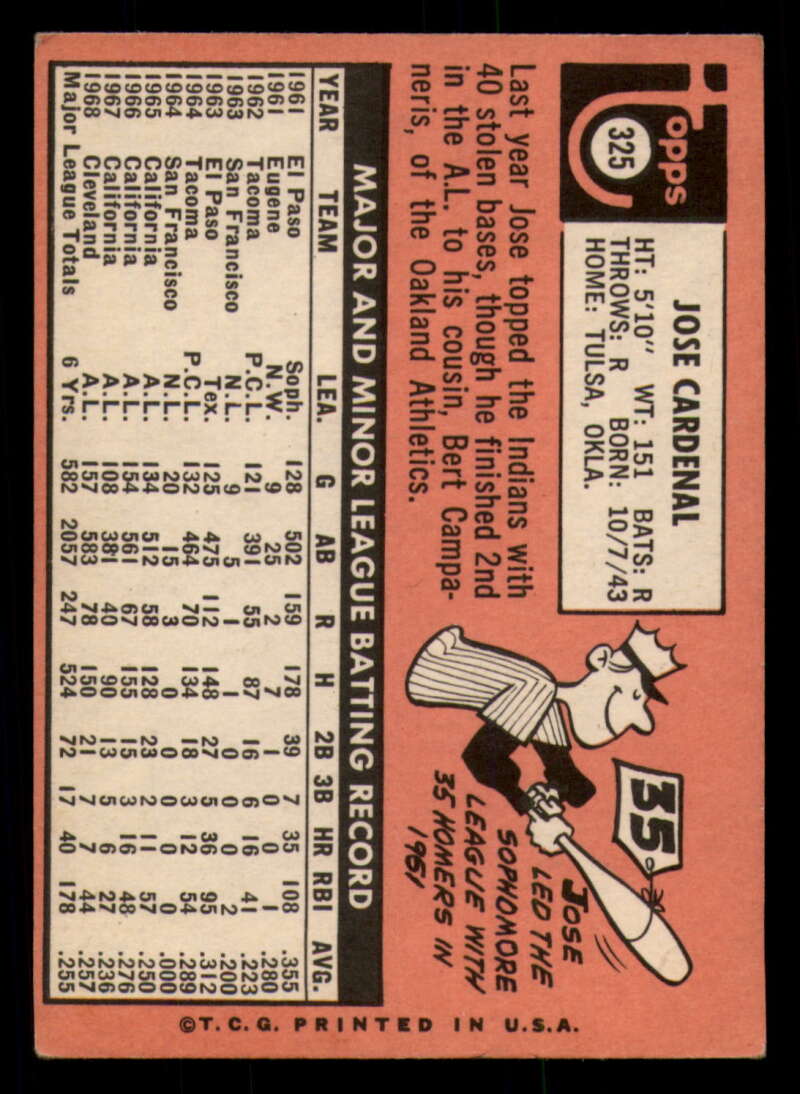 Topps
325
JOSE CARDENAL
HT: 5'10" WT: 151 BATS: R
THROWS: R BORN: 10/7/43
HOME: TULSA, OKLA.
Last year Jose topped the Indians with
40 stolen bases, though he finished 2nd
in the A.L. to his cousin, Bert Campa-
neris, of the Oakland Athletics.
35
JOSE
LED THE
SOPHOMORE
LEAGUE WITH
35 HOMERS IN
1961
MAJOR AND MINOR LEAGUE BATTING RECORD
YEAR TEAM LEA. G AB R H 2B 3B HR RBI AVG.
1961 El Paso Soph. 128 502 159 178 39 7 35 108 .355
1961 Eugene N.W. 9 25 2 7 1 0 0 1 .280
1962 Tacoma P.C.L. 121 391 55 87 16 6 16 41 .223
1963 San Francisco N.L. 9 5 1 1 0 0 0 2 .200
1963 El Paso Tex. 125 475 112 148 27 5 36 95 .312
1964 Tacoma P.C.L. 132 464 70 134 18 3 12 54 .289
1964 San Francisco N.L. 20 15 3 0 0 0 0 0 .000
1965 California A.L. 134 512 58 128 23 2 11 57 .250
1966 California A.L. 154 561 67 155 15 3 16 48 .276
1967 California A.L. 108 381 40 90 13 5 6 27 .236
1968 Cleveland A.L. 157 583 78 150 21 7 7 44 .257
Major League Totals 6 Yrs. 582 2057 247 524 72 17 40 178 .255
©T.C.G. PRINTED IN U.S.A.